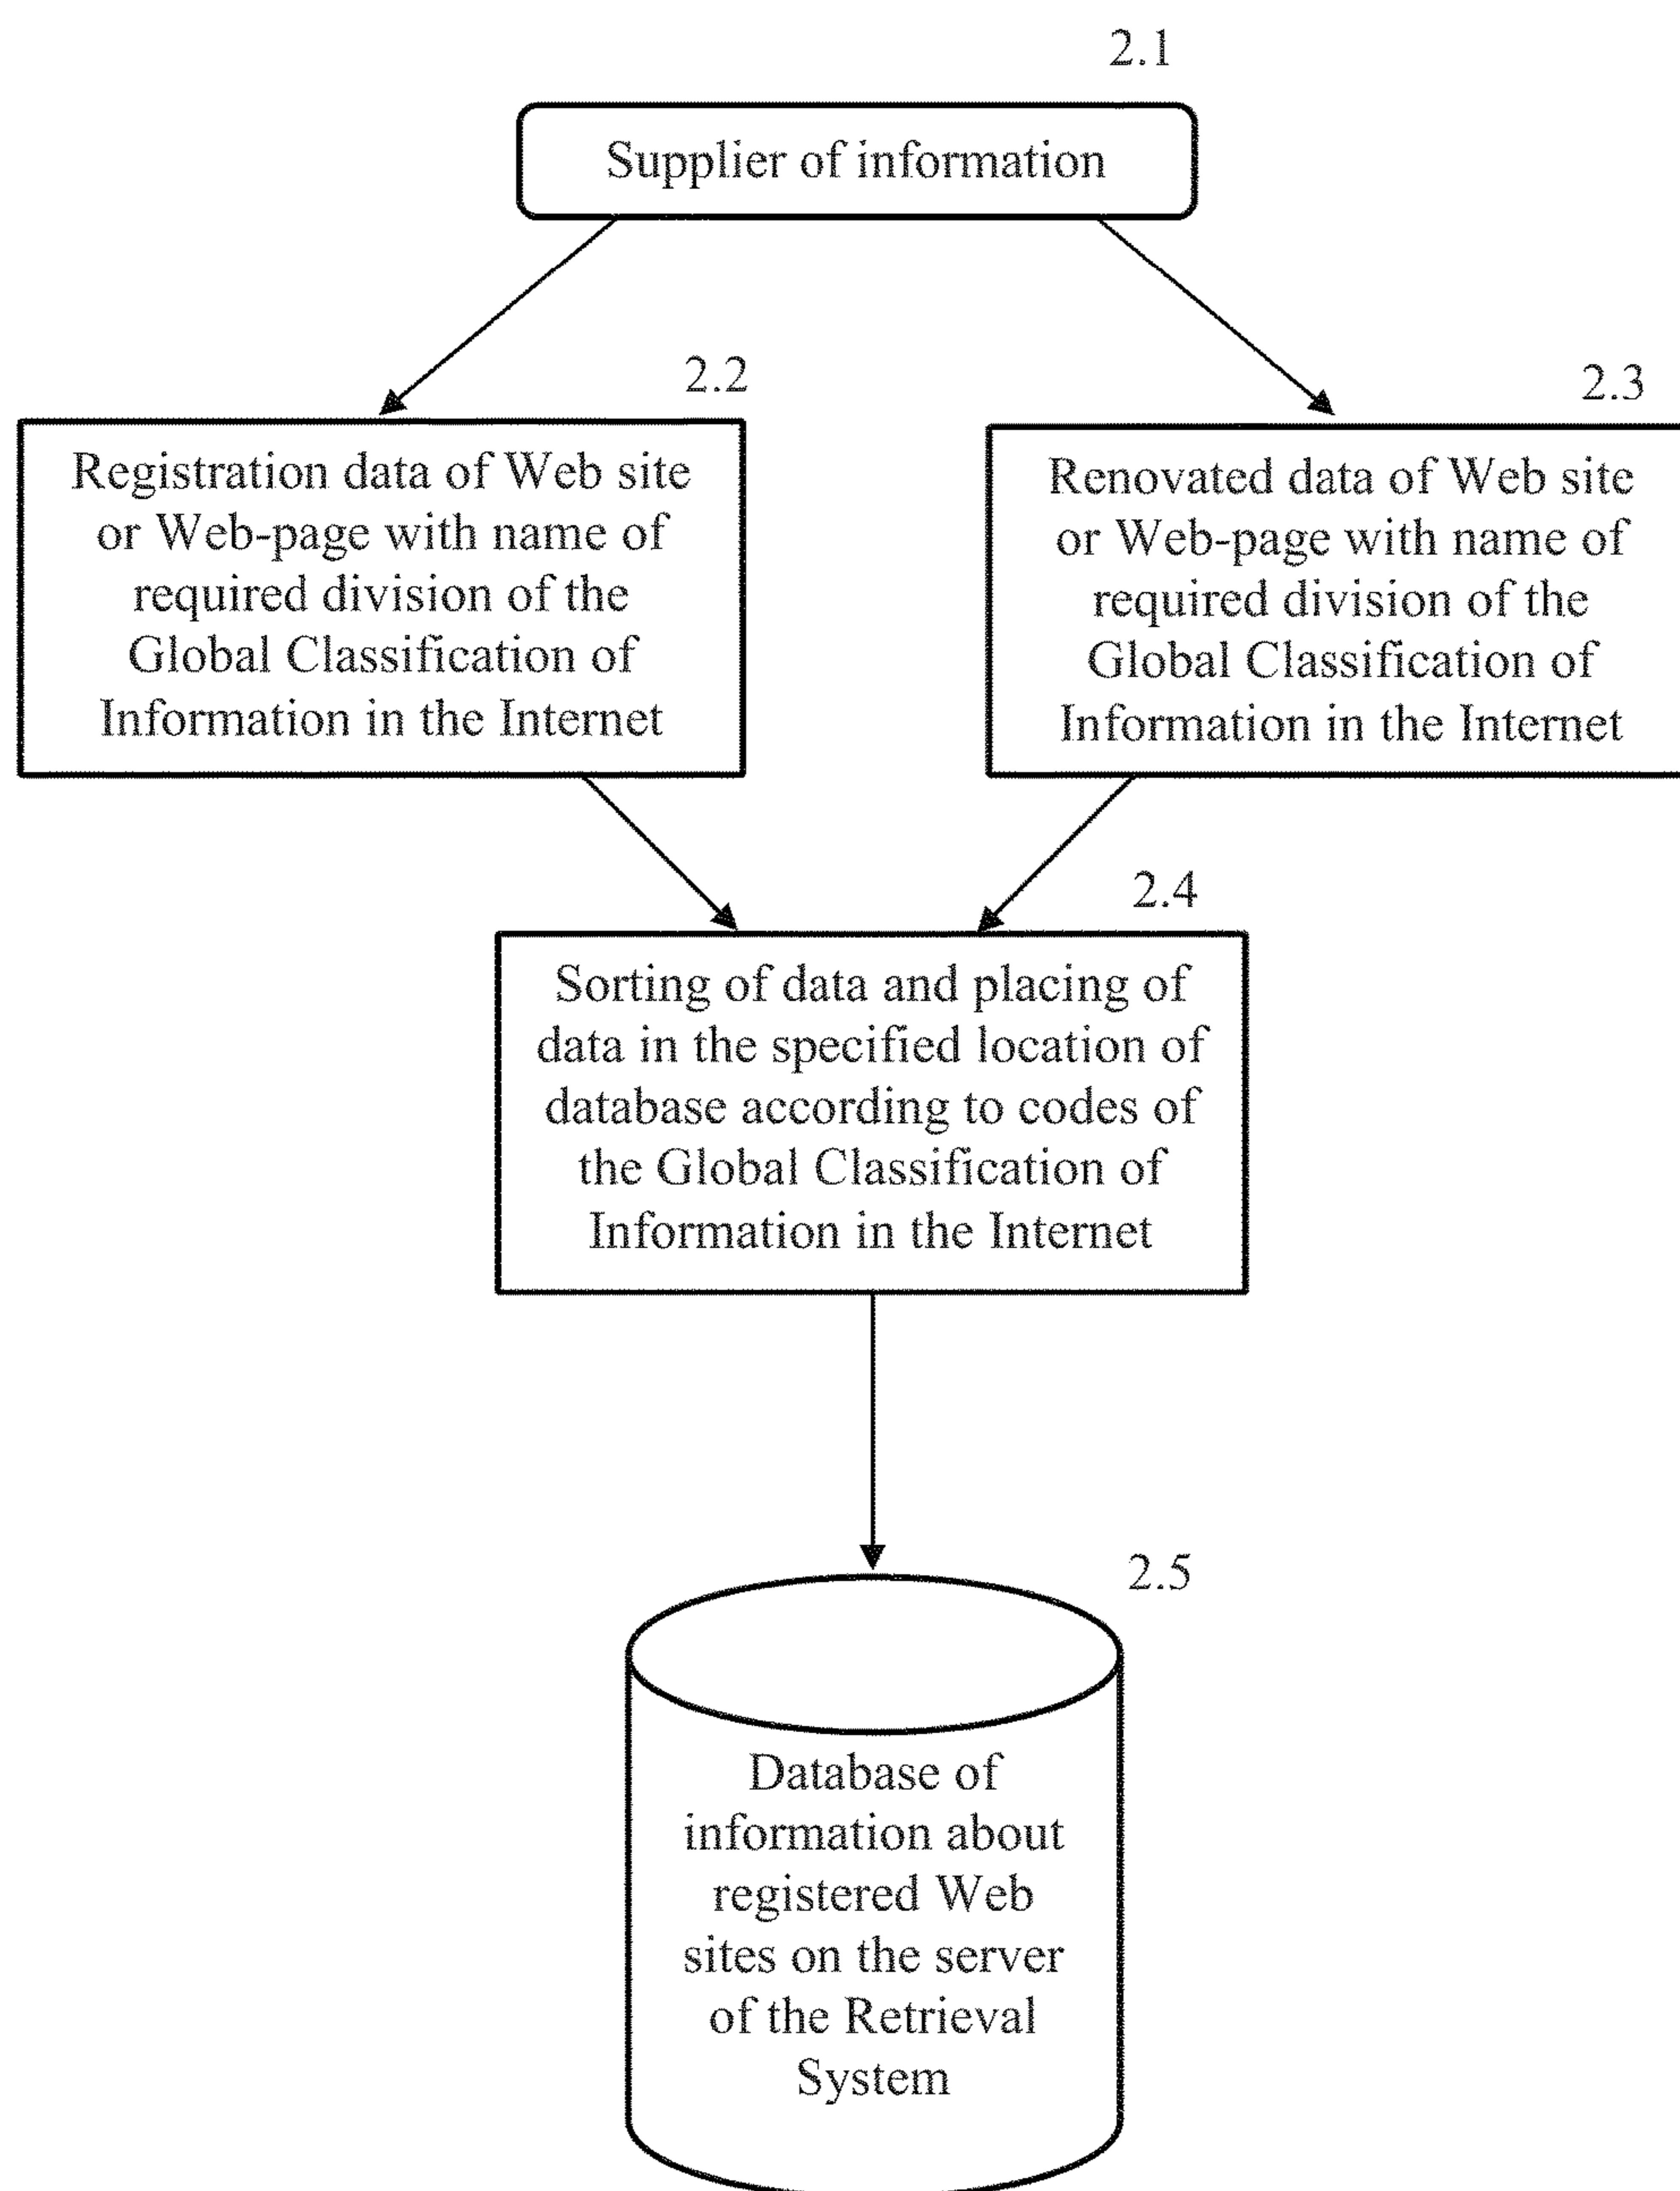 2.1
Supplier of information
2.2
Registration data of Web site
or Web-page with name of
required division of the
Global Classification of
Information in the Internet
2.3
Renovated data of Web site
or Web-page with name of
required division of the
Global Classification of
Information in the Internet
2.4
Sorting of data and placing of
data in the specified location of
database according to codes of
the Global Classification of
Information in the Internet
2.5
Database of
information about
registered Web
sites on the server
of the Retrieval
System